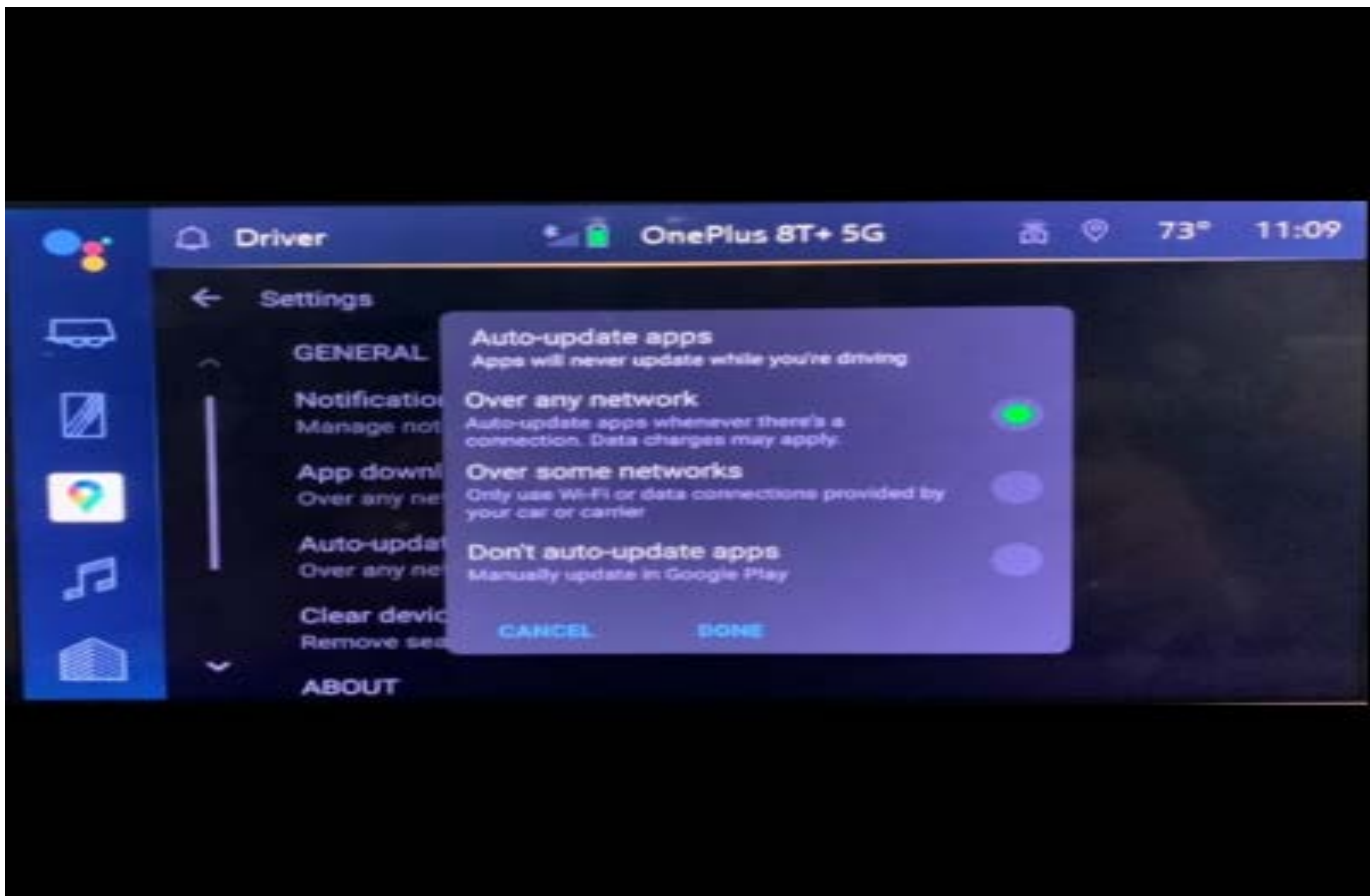 Driver
OnePlus 8T+ 5G
73°
11:09
Settings
GENERAL
Notification
Manage not
App downl
Over any ne
Auto-updat
Over any ne
Clear devic
Remove sea
ABOUT
Auto-update apps
Apps will never update while you're driving
Over any network
Auto-update apps whenever there's a
connection. Data charges may apply.
Over some networks
Only use Wi-Fi or data connections provided by
your car or carrier
Don't auto-update apps
Manually update in Google Play
CANCEL
DONE